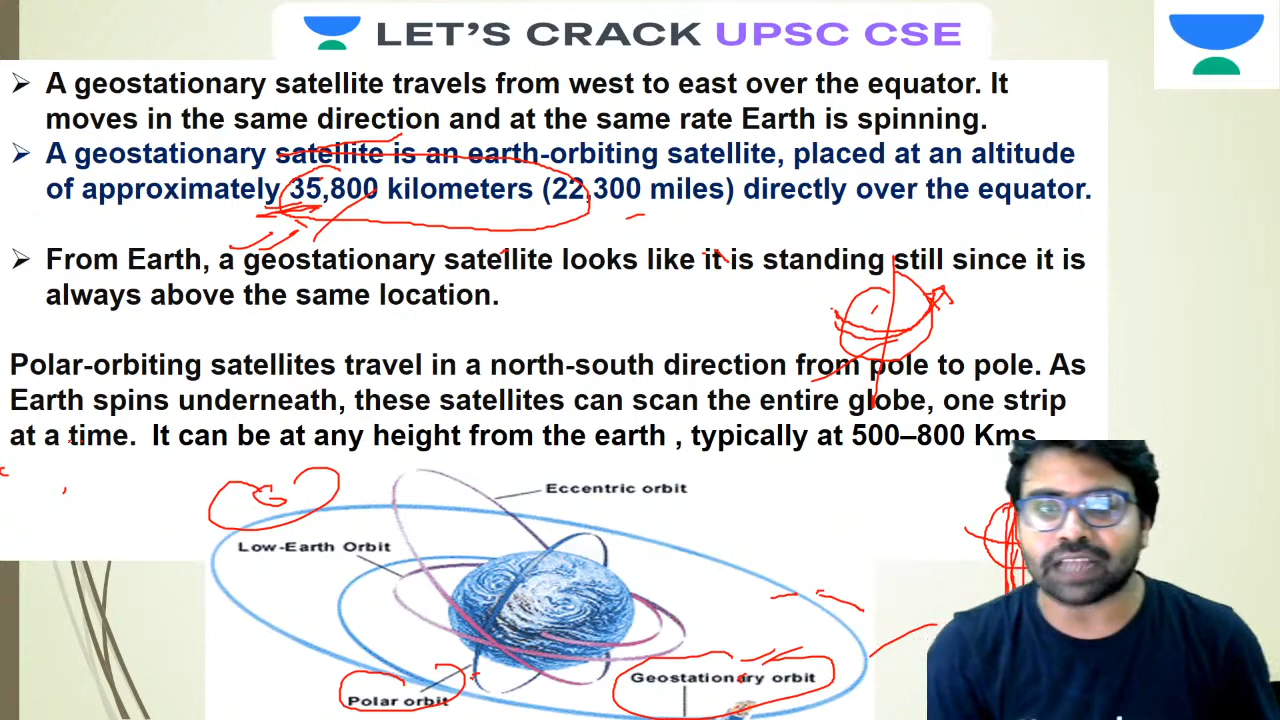 LET'S CRACK UPSC CSE
➢ A geostationary satellite travels from west to east over the equator. It
moves in the same direction and at the same rate Earth is spinning.
➢ A geostationary satellite is an earth-orbiting satellite, placed at an altitude
of approximately 35,800 kilometers (22,300 miles) directly over the equator.
➢ From Earth, a geostationary satellite looks like it is standing still since it is
always above the same location.
Polar-orbiting satellites travel in a north-south direction from pole to pole. As
Earth spins underneath, these satellites can scan the entire globe, one strip
at a time. It can be at any height from the earth , typically at 500–800 Kms
Eccentric orbit
Low-Earth Orbit
Geostationary orbit
Polar orbit